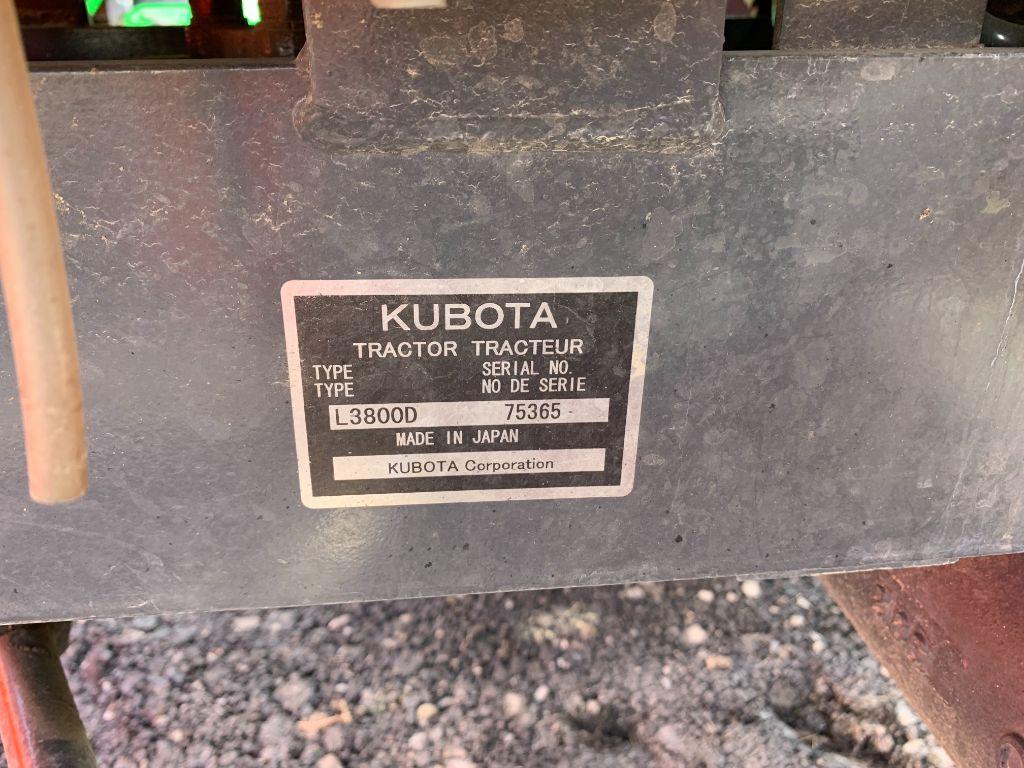 KUBOTA
TRACTOR TRACTEUR
TYPE SERIAL NO.
TYPE NO DE SERIE
L3800D 75365
MADE IN JAPAN
KUBOTA Corporation